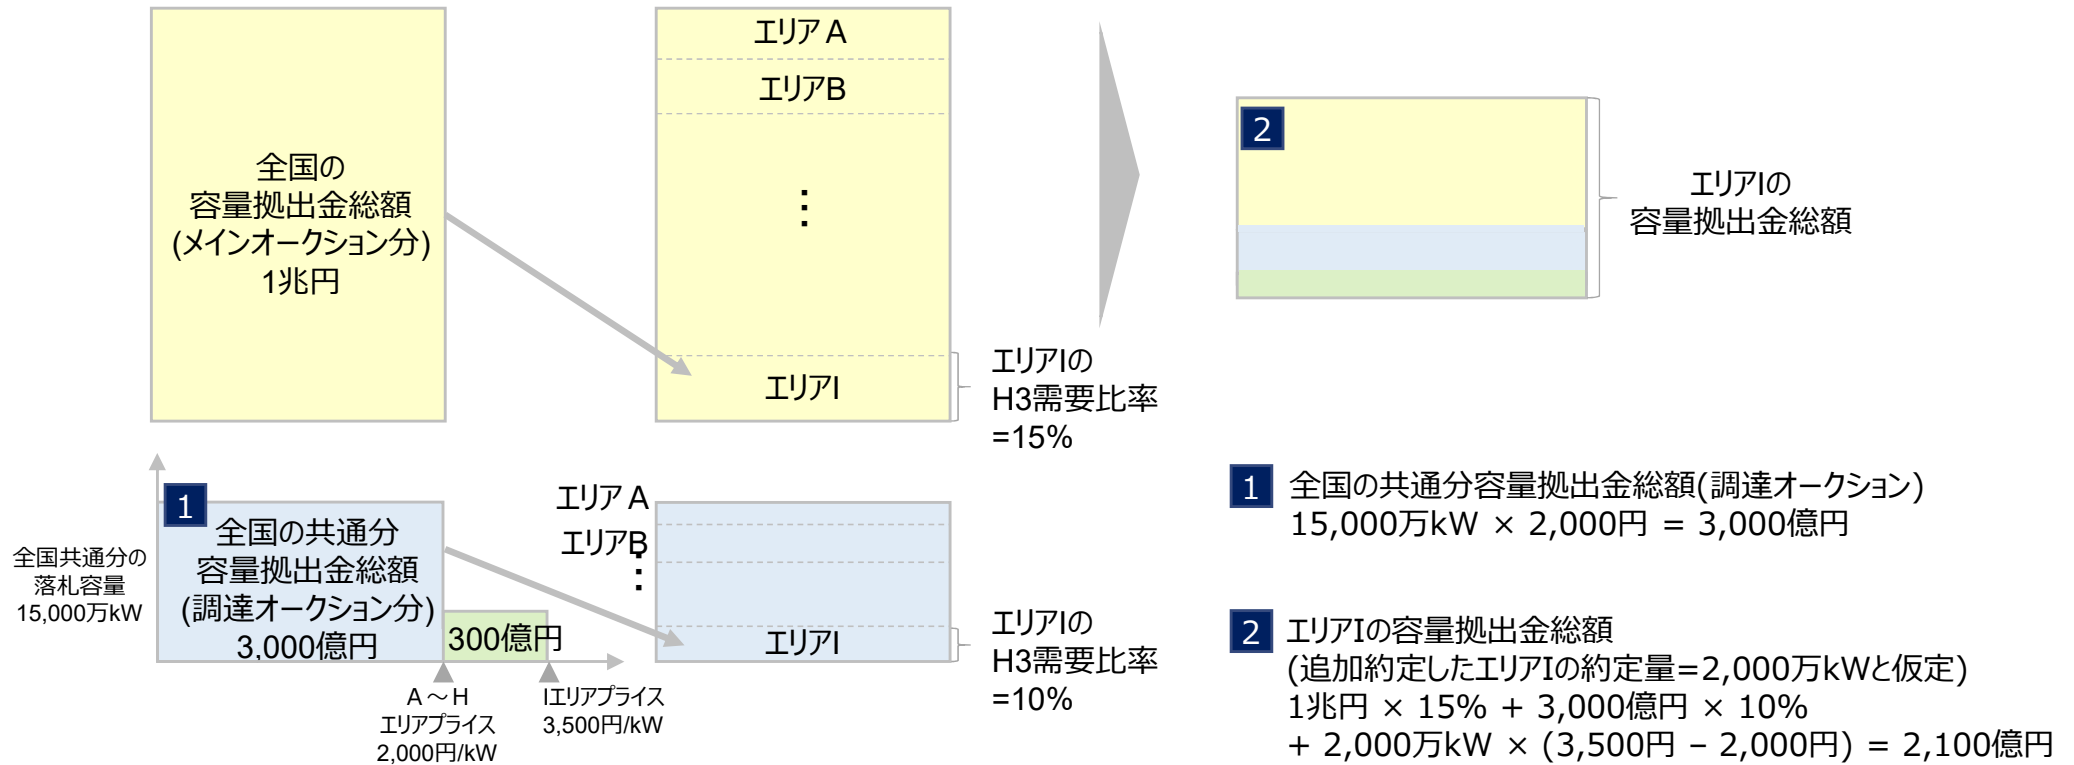 全国の
容量拠出金総額
(メインオークション分)
1兆円
エリア A
エリアB
⋮
エリアI
エリアIの
H3需要比率
=15%
2
エリアIの
容量拠出金総額
全国共通分の
落札容量
15,000万kW
1
全国の共通分
容量拠出金総額
(調達オークション分)
3,000億円
300億円
A～H
エリアプライス
2,000円/kW
Iエリアプライス
3,500円/kW
エリア A
エリアB
⋮
エリアI
エリアIの
H3需要比率
=10%
1 全国の共通分容量拠出金総額(調達オークション)
15,000万kW × 2,000円 = 3,000億円
2 エリアIの容量拠出金総額
(追加約定したエリアIの約定量=2,000万kWと仮定)
1兆円 × 15% + 3,000億円 × 10%
+ 2,000万kW × (3,500円 – 2,000円) = 2,100億円